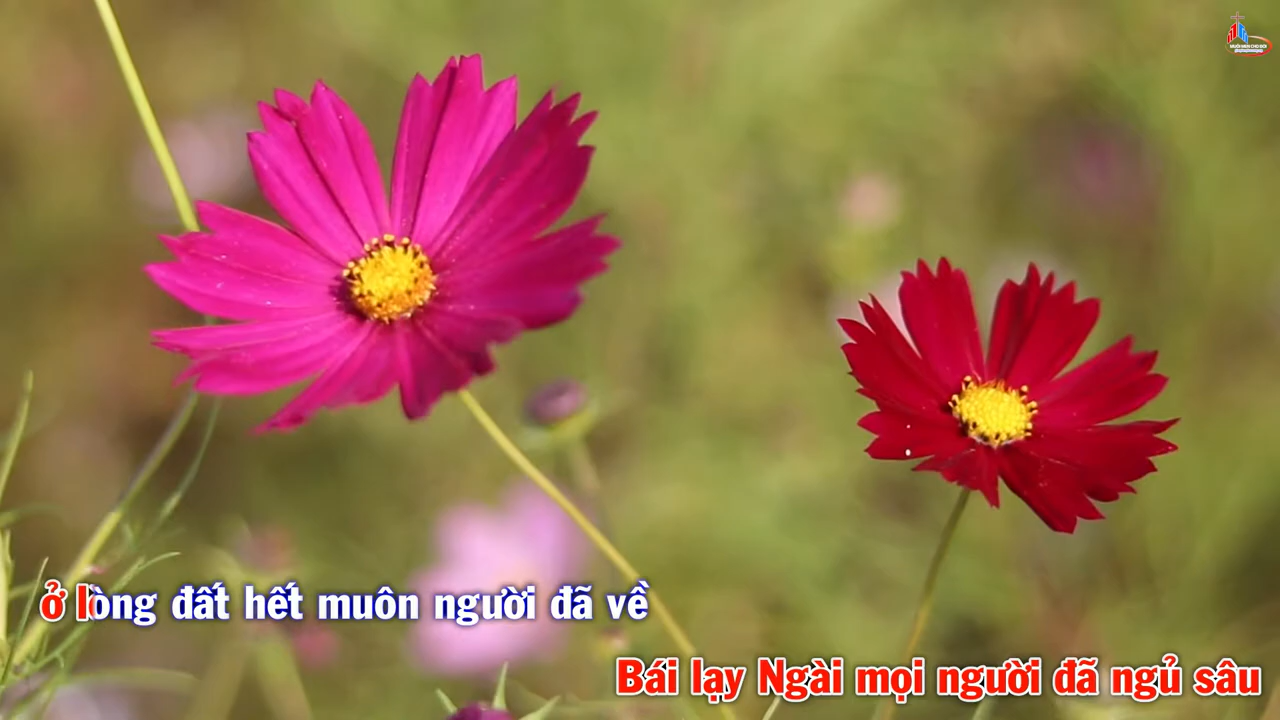 ở lòng đất hết muôn người đã về
Bái lạy Ngài mọi người đã ngủ sâu